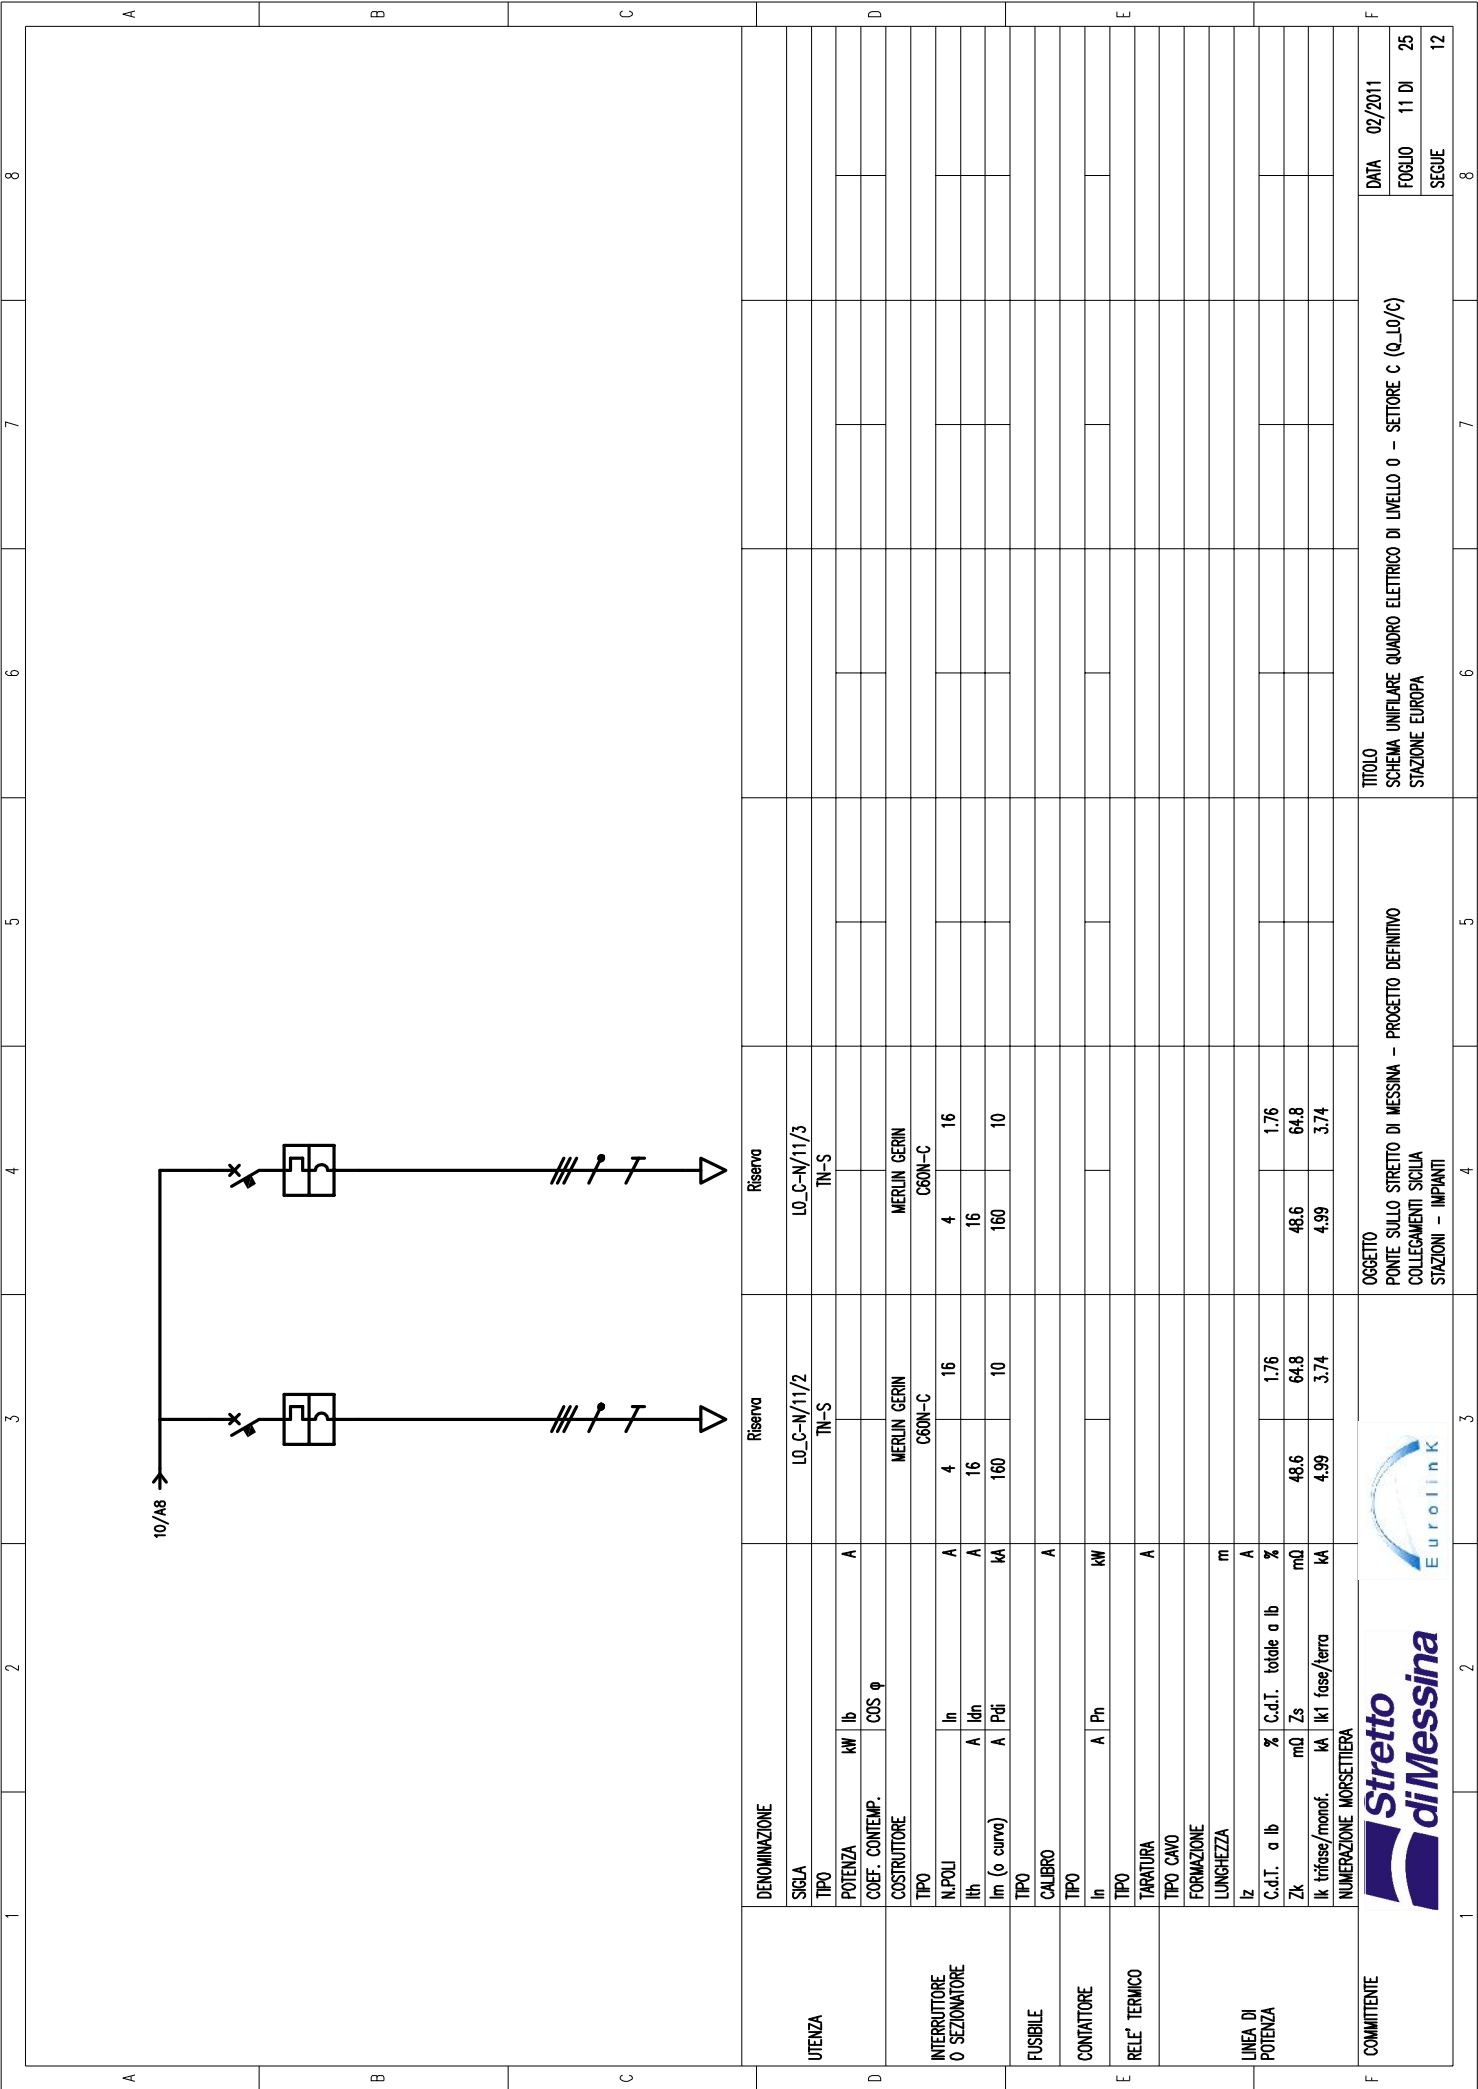 1 2 3 4 5 6 7 8
A
B
C
D
E
F
10/A8
UTENZA
DENOMINAZIONE Riserva Riserva
SIGLA L0_C-N/11/2 L0_C-N/11/3
TIPO TN-S TN-S
POTENZA kW Ib A
COEF. CONTEMP. COS φ
INTERRUTTORE
O SEZIONATORE
COSTRUTTORE MERLIN GERIN MERLIN GERIN
TIPO C60N-C C60N-C
N.POLI In A 4 16 4 16
Ith A Idn A 16 16
Im (o curva) A Pdi kA 160 10 160 10
FUSIBILE
TIPO
CALIBRO A
CONTATTORE
TIPO
In A Pn kW
RELE' TERMICO
TIPO
TARATURA A
LINEA DI
POTENZA
TIPO CAVO
FORMAZIONE
LUNGHEZZA m
Iz A
C.d.T. a Ib % C.d.T. totale a Ib % 1.76 1.76
Zk mΩ Zs mΩ 48.6 64.8 48.6 64.8
Ik trifase/monof. kA Ik1 fase/terra kA 4.99 3.74 4.99 3.74
NUMERAZIONE MORSETTIERA
COMMITTENTE
Stretto
di Messina
Eurolink
OGGETTO
PONTE SULLO STRETTO DI MESSINA - PROGETTO DEFINITIVO
COLLEGAMENTI SICILIA
STAZIONI - IMPIANTI
TITOLO
SCHEMA UNIFILARE QUADRO ELETTRICO DI LIVELLO 0 - SETTORE C (Q_L0/C)
STAZIONE EUROPA
DATA 02/2011
FOGLIO 11 DI 25
SEGUE 12
1 2 3 4 5 6 7 8
A
B
C
D
E
F